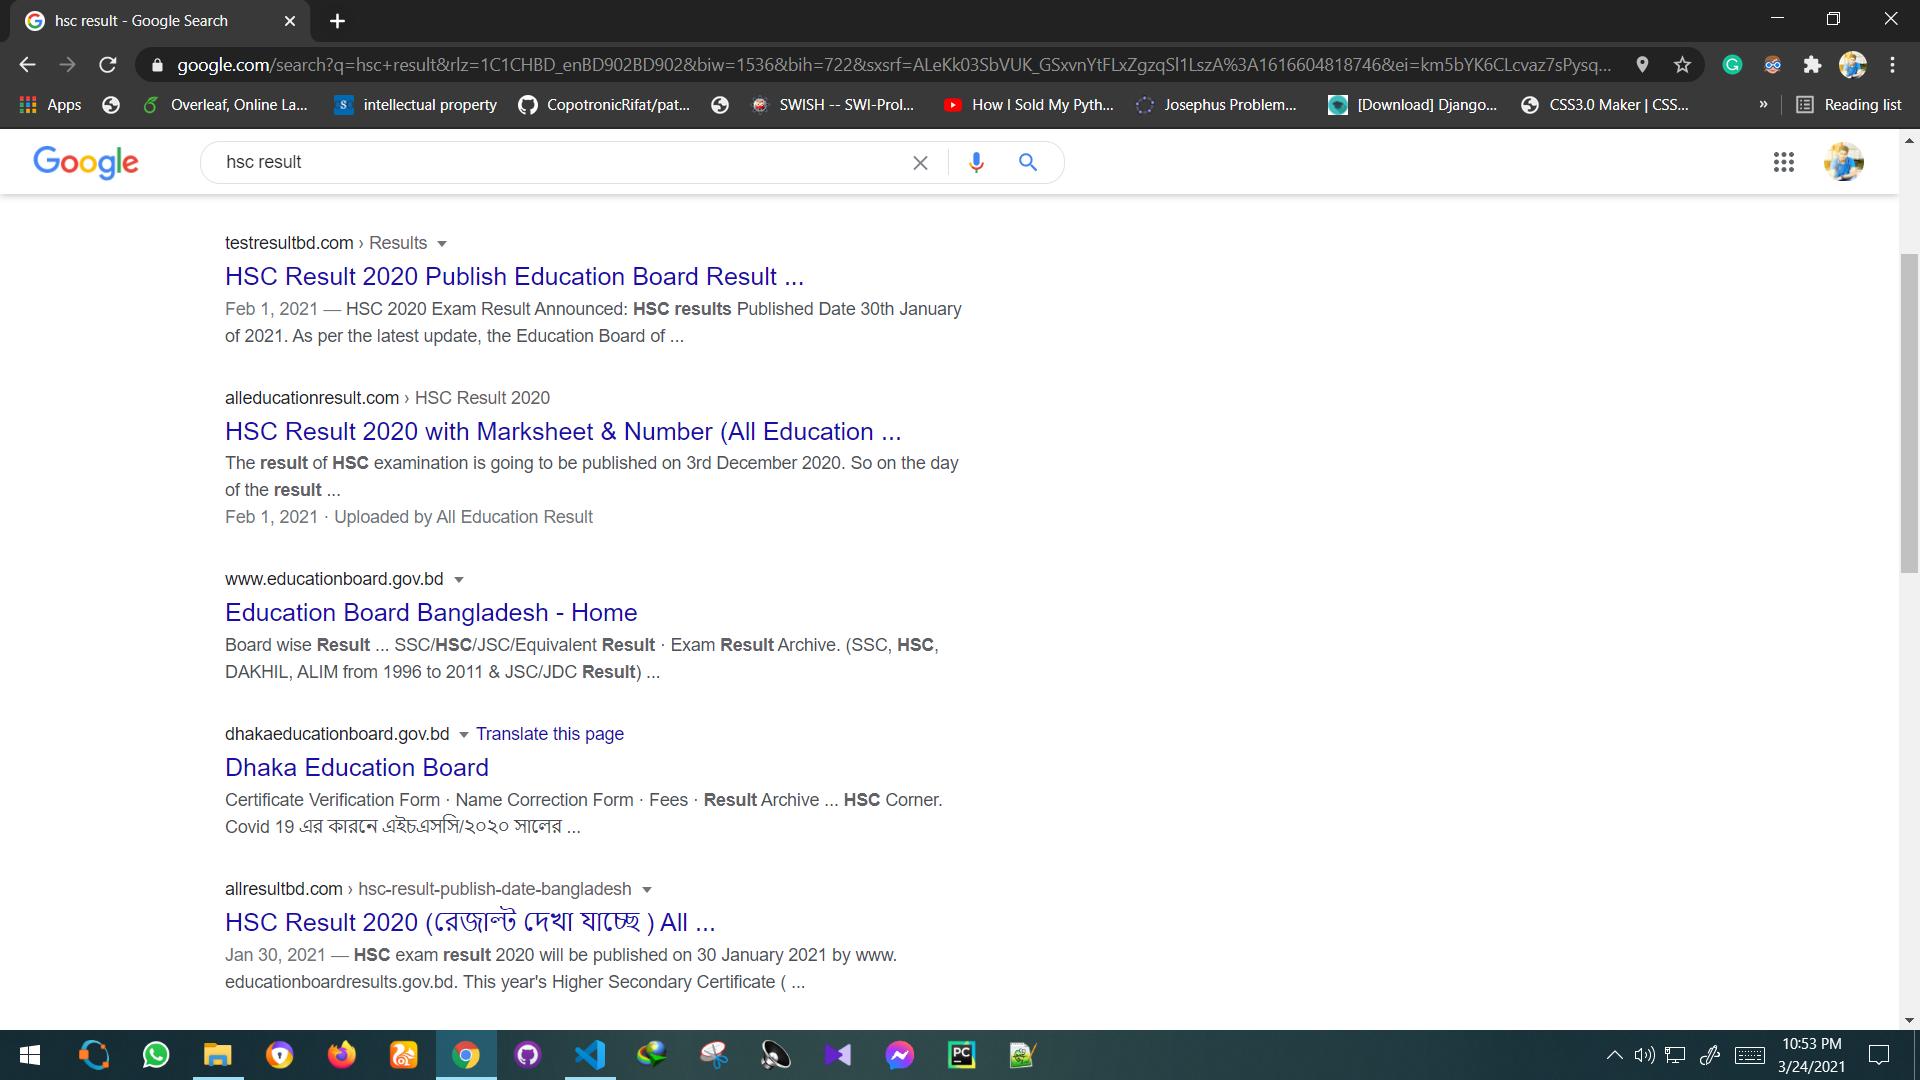 hsc result - Google Search
google.com/search?q=hsc+result&rlz=1C1CHBD_enBD902BD902&biw=1536&bih=722&sxsrf=ALeKk03SbVUK_GSxvnYtFLxZgzqSl1LszA%3A1616604818746&ei=km5bYK6CLcvaz7sPysq...
Apps Overleaf, Online La... S intellectual property CopotronicRifat/pat... SWISH -- SWI-Prol... How I Sold My Pyth... Josephus Problem... [Download] Django... CSS3.0 Maker | CSS... » Reading list
Google hsc result
testresultbd.com › Results
HSC Result 2020 Publish Education Board Result ...
Feb 1, 2021 — HSC 2020 Exam Result Announced: HSC results Published Date 30th January
of 2021. As per the latest update, the Education Board of ...
alleducationresult.com › HSC Result 2020
HSC Result 2020 with Marksheet & Number (All Education ...
The result of HSC examination is going to be published on 3rd December 2020. So on the day
of the result ...
Feb 1, 2021 · Uploaded by All Education Result
www.educationboard.gov.bd
Education Board Bangladesh - Home
Board wise Result ... SSC/HSC/JSC/Equivalent Result · Exam Result Archive. (SSC, HSC,
DAKHIL, ALIM from 1996 to 2011 & JSC/JDC Result) ...
dhakaeducationboard.gov.bd Translate this page
Dhaka Education Board
Certificate Verification Form · Name Correction Form · Fees · Result Archive ... HSC Corner.
Covid 19 এর কারনে এইচএসসি/২০২০ সালের ...
allresultbd.com › hsc-result-publish-date-bangladesh
HSC Result 2020 (রেজাল্ট দেখা যাচ্ছে ) All ...
Jan 30, 2021 — HSC exam result 2020 will be published on 30 January 2021 by www.
educationboardresults.gov.bd. This year's Higher Secondary Certificate ( ...
PC
10:53 PM
3/24/2021